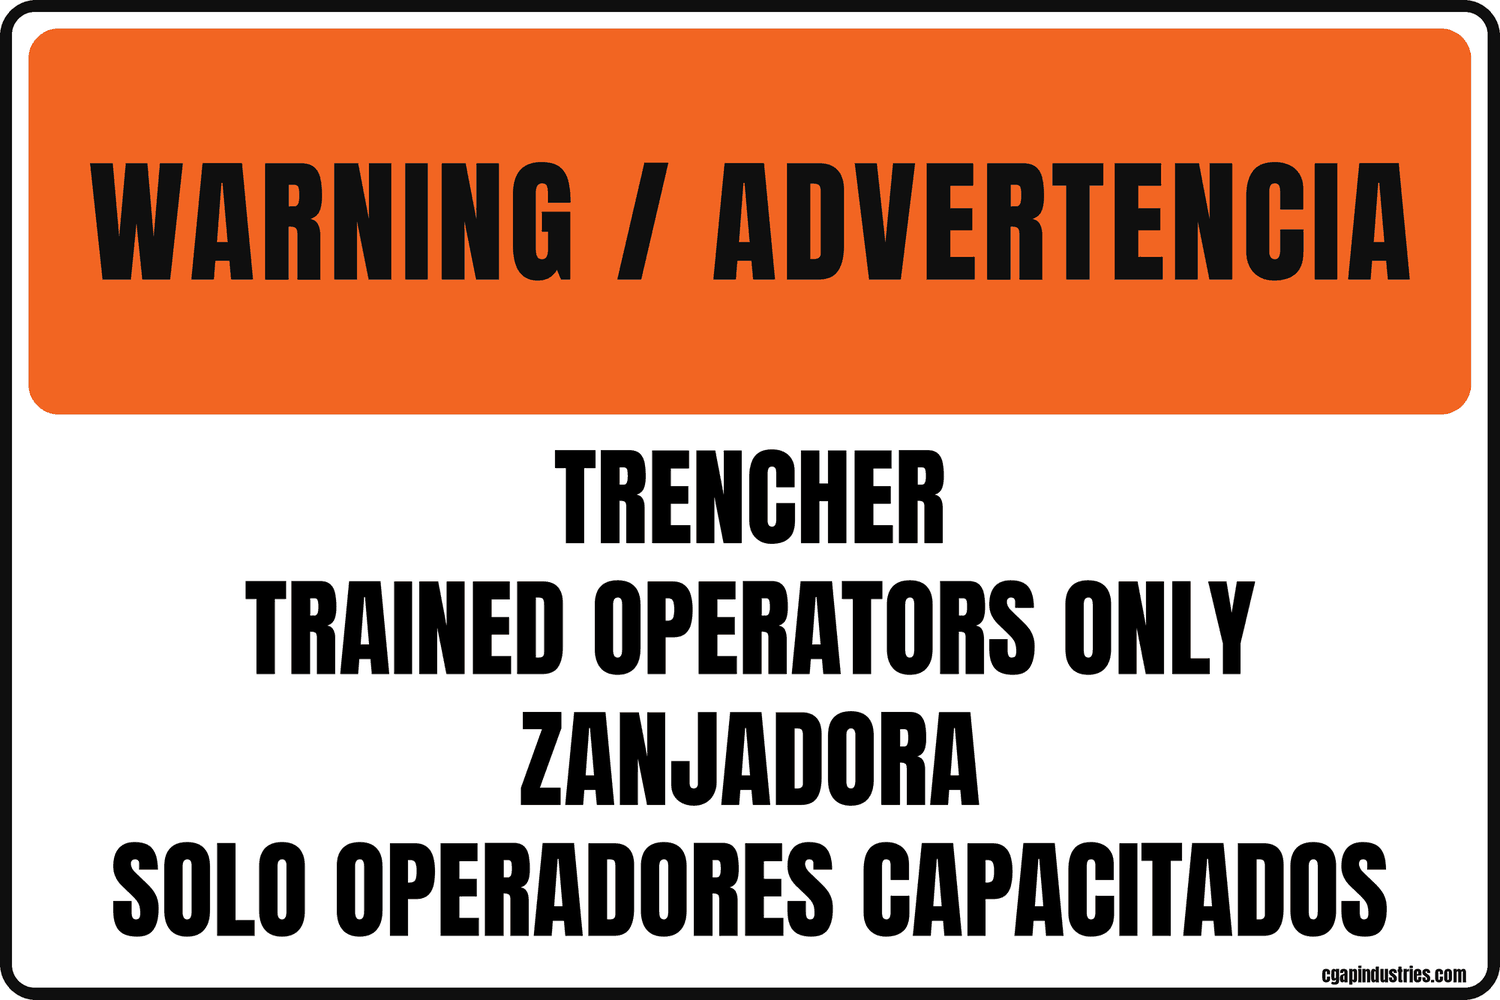 WARNING / ADVERTENCIA
TRENCHER
TRAINED OPERATORS ONLY
ZANJADORA
SOLO OPERADORES CAPACITADOS
cgapindustries.com